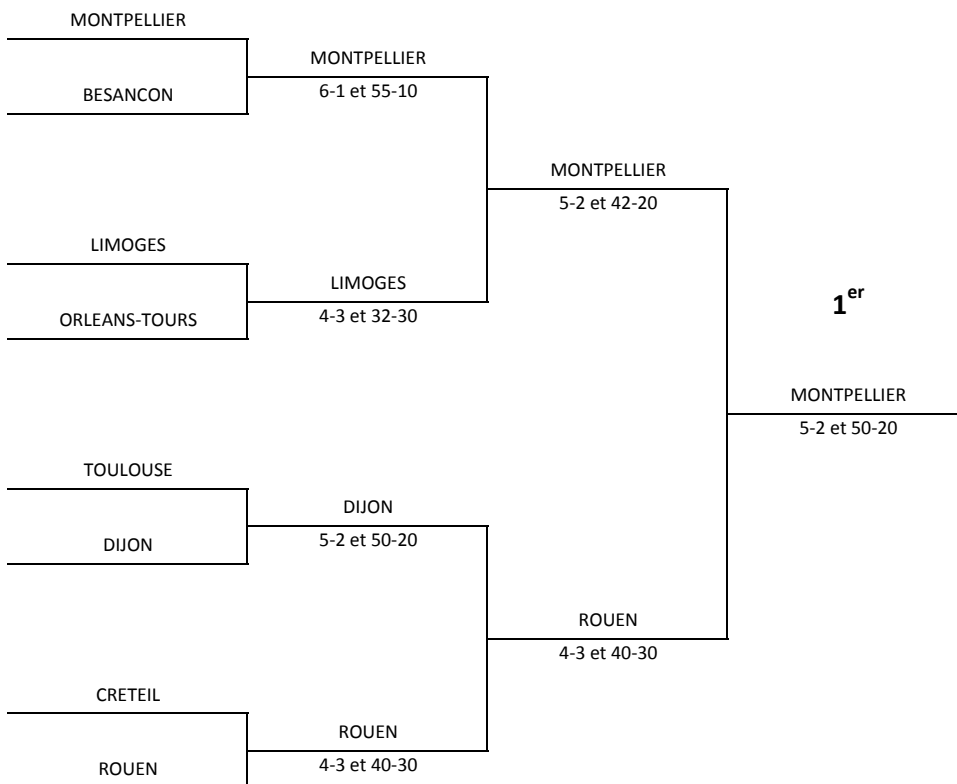 MONTPELLIER
MONTPELLIER
BESANCON
6-1 et 55-10
MONTPELLIER
5-2 et 42-20
LIMOGES
LIMOGES
ORLEANS-TOURS
4-3 et 32-30
1er
MONTPELLIER
5-2 et 50-20
TOULOUSE
DIJON
DIJON
5-2 et 50-20
ROUEN
4-3 et 40-30
CRETEIL
ROUEN
ROUEN
4-3 et 40-30